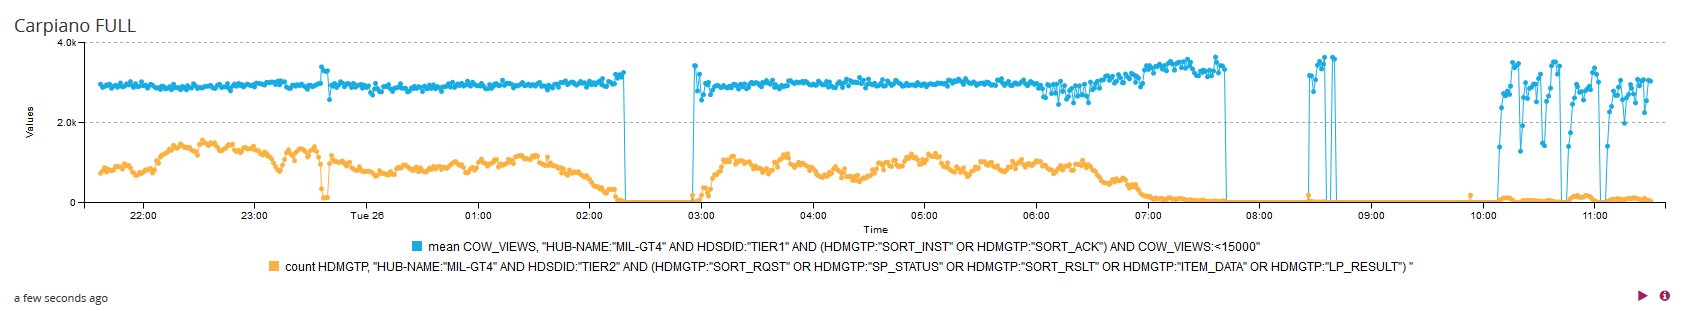 Carpiano FULL
4.0k
2.0k
0
Values
22:00 23:00 Tue 26 01:00 02:00 03:00 04:00 05:00 06:00 07:00 08:00 09:00 10:00 11:00
Time
mean COW_VIEWS, "HUB-NAME:"MIL-GT4" AND HDSDID:"TIER1" AND (HDMGTP:"SORT_INST" OR HDMGTP:"SORT_ACK") AND COW_VIEWS:<15000"
count HDMGTP, "HUB-NAME:"MIL-GT4" AND HDSDID:"TIER2" AND (HDMGTP:"SORT_RQST" OR HDMGTP:"SP_STATUS" OR HDMGTP:"SORT_RSLT" OR HDMGTP:"ITEM_DATA" OR HDMGTP:"LP_RESULT") "
a few seconds ago